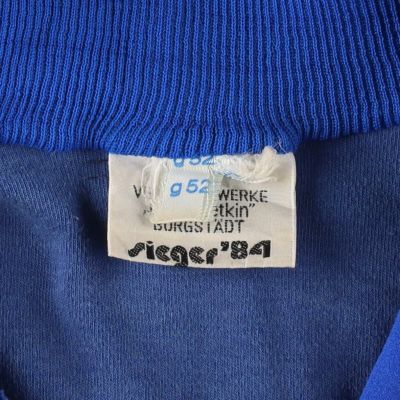 g 52
g 52
WERKE
etkin"
BURGSTÄDT
sieger '84